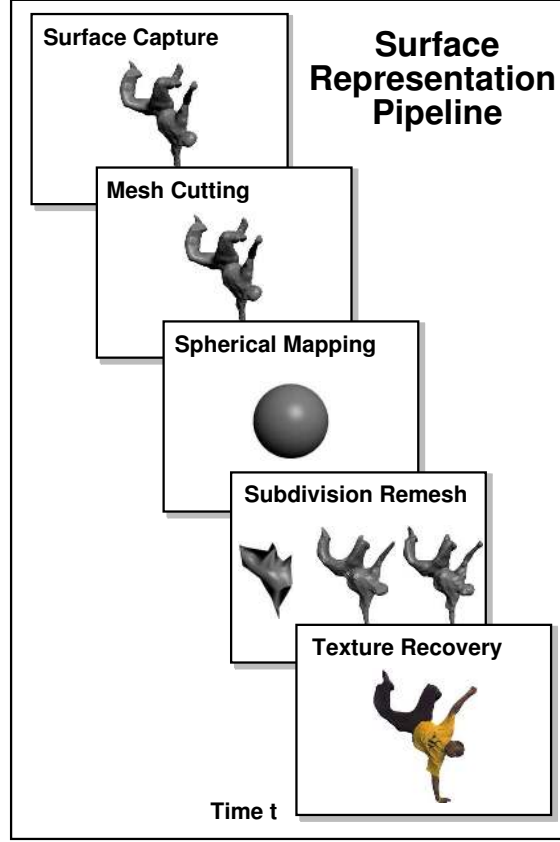 Surface Capture
Surface
Representation
Pipeline
Mesh Cutting
Spherical Mapping
Subdivision Remesh
Texture Recovery
Time t